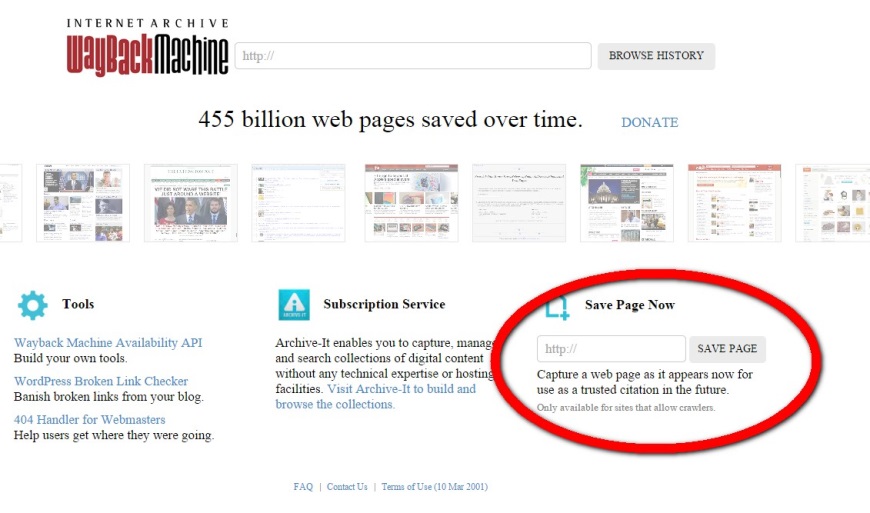 INTERNET ARCHIVE
WayBackMachine
http://
BROWSE HISTORY
455 billion web pages saved over time.
DONATE
Tools
Wayback Machine Availability API
Build your own tools.
WordPress Broken Link Checker
Banish broken links from your blog.
404 Handler for Webmasters
Help users get where they were going.
Subscription Service
Archive-It enables you to capture, manage
and search collections of digital content
without any technical expertise or hosting
facilities. Visit Archive-It to build and
browse the collections.
Save Page Now
http://
SAVE PAGE
Capture a web page as it appears now for
use as a trusted citation in the future.
Only available for sites that allow crawlers.
FAQ | Contact Us | Terms of Use (10 Mar 2001)